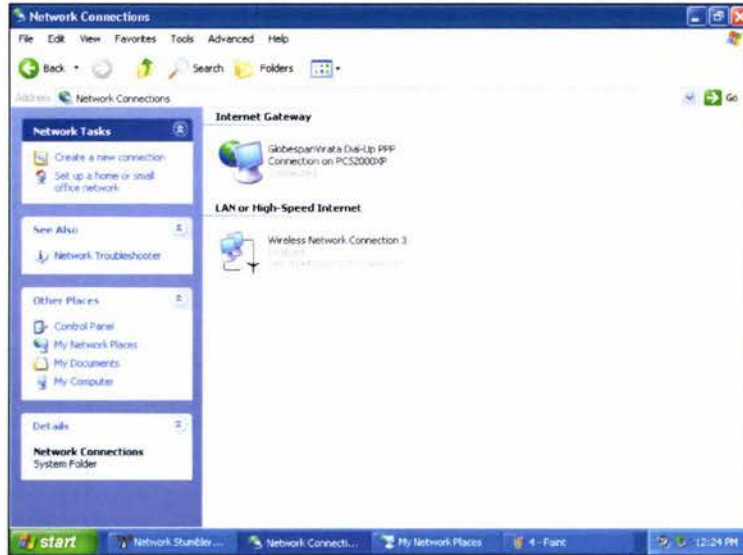 Network Connections
File Edit View Favorites Tools Advanced Help
Back Search Folders
Address Network Connections Go
Network Tasks
Create a new connection
Set up a home or small
office network
See Also
Network Troubleshooter
Other Places
Control Panel
My Network Places
My Documents
My Computer
Details
Network Connections
System Folder
Internet Gateway
GlobespanVirata Dial-Up PPP
Connection on PCS2000XP
LAN or High-Speed Internet
Wireless Network Connection 3
Enabled
start Network Stumbler ... Network Connecti... My Network Places 4 - Paint 12:24 PM